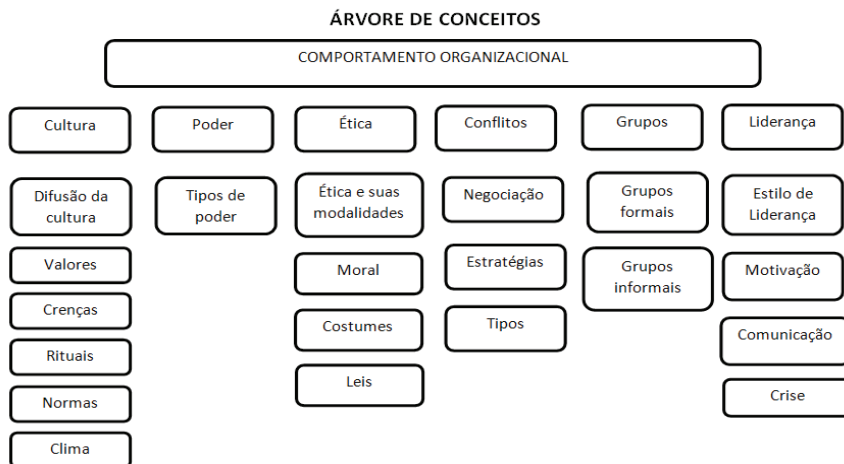 ÁRVORE DE CONCEITOS
COMPORTAMENTO ORGANIZACIONAL
Cultura
Poder
Ética
Conflitos
Grupos
Liderança
Difusão da
cultura
Tipos de
poder
Ética e suas
modalidades
Negociação
Grupos
formais
Estilo de
Liderança
Valores
Moral
Estratégias
Grupos
informais
Motivação
Crenças
Costumes
Tipos
Comunicação
Rituais
Leis
Crise
Normas
Clima